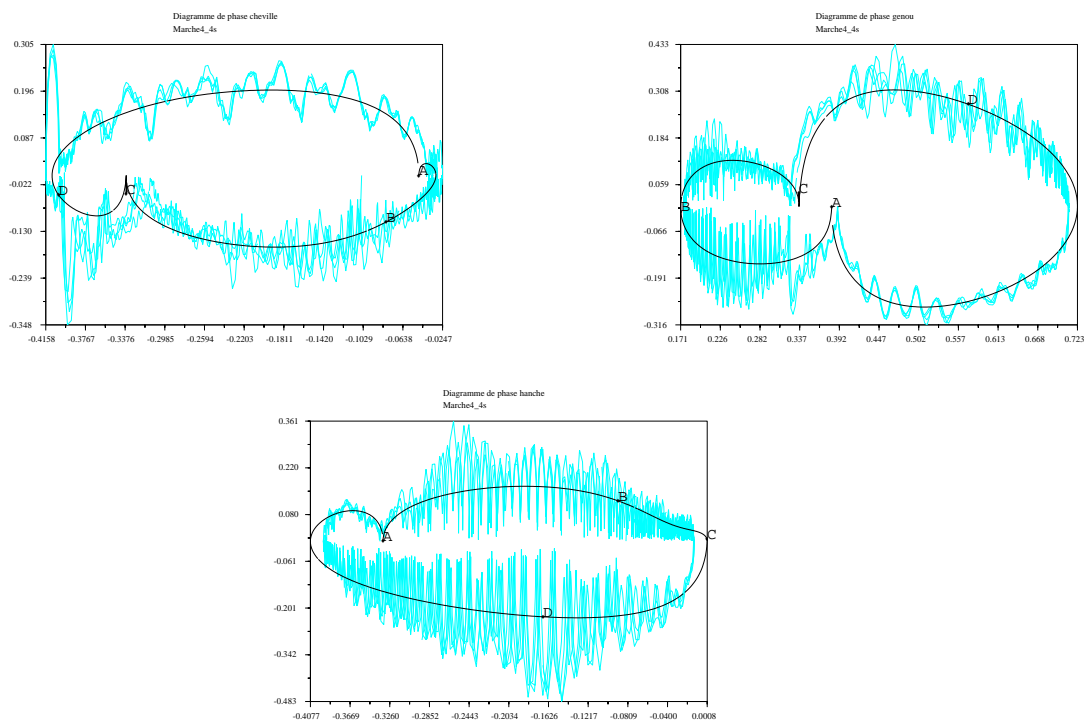 Diagramme de phase cheville
Marche4_4s
0.305
0.196
0.087
-0.022
-0.130
-0.239
-0.348
A
B
C
D
-0.4158 -0.3767 -0.3376 -0.2985 -0.2594 -0.2203 -0.1811 -0.1420 -0.1029 -0.0638 -0.0247
Diagramme de phase genou
Marche4_4s
0.433
0.308
0.184
0.059
-0.066
-0.191
-0.316
D
C
B
A
0.171 0.226 0.282 0.337 0.392 0.447 0.502 0.557 0.613 0.668 0.723
Diagramme de phase hanche
Marche4_4s
0.361
0.220
0.080
-0.061
-0.201
-0.342
-0.483
B
A
C
D
-0.4077 -0.3669 -0.3260 -0.2852 -0.2443 -0.2034 -0.1626 -0.1217 -0.0809 -0.0400 0.0008